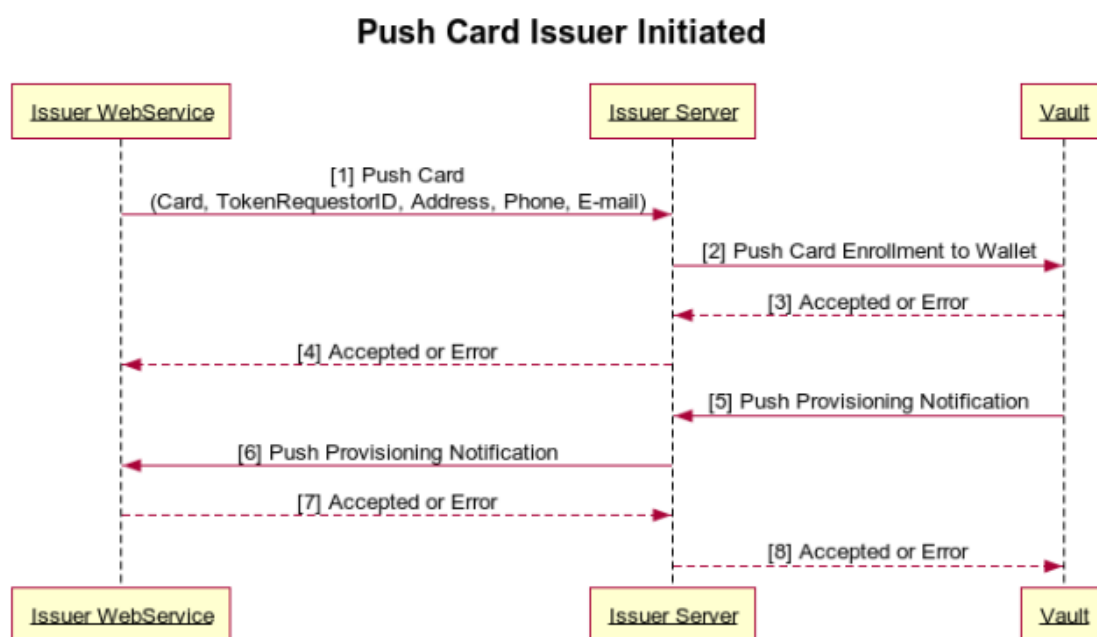 Push Card Issuer Initiated
Issuer WebService
Issuer Server
Vault
[1] Push Card
(Card, TokenRequestorID, Address, Phone, E-mail)
[2] Push Card Enrollment to Wallet
[3] Accepted or Error
[4] Accepted or Error
[5] Push Provisioning Notification
[6] Push Provisioning Notification
[7] Accepted or Error
[8] Accepted or Error
Issuer WebService
Issuer Server
Vault